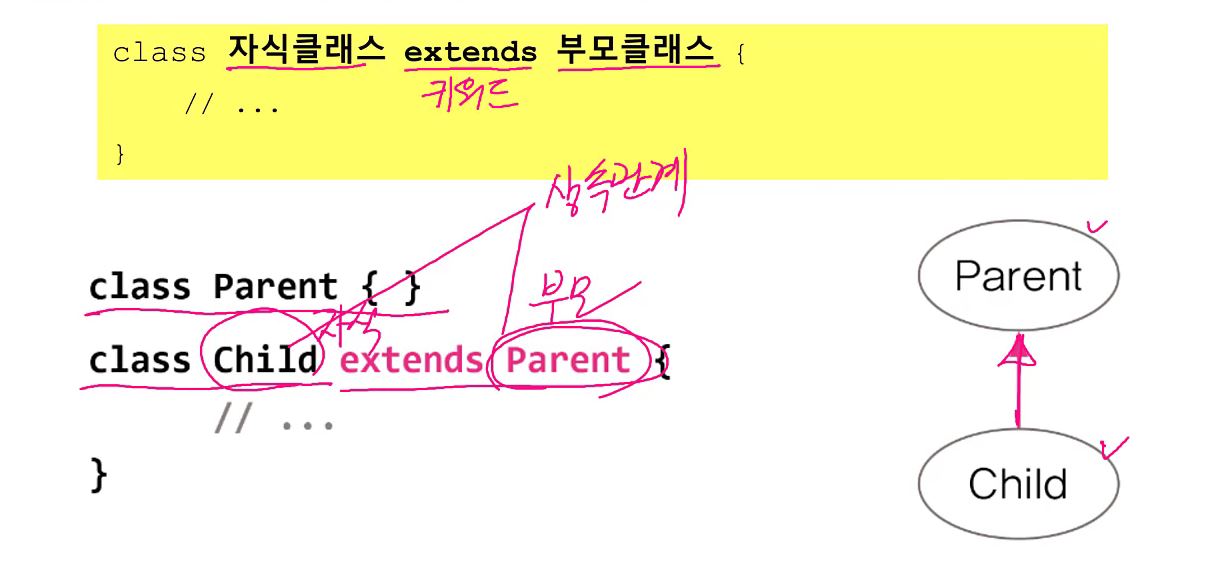 class 자식클래스 extends 부모클래스 {
키워드
// ...
}
상속관계
class Parent { }
부모
자식
class Child extends Parent {
// ...
}
Parent
Child